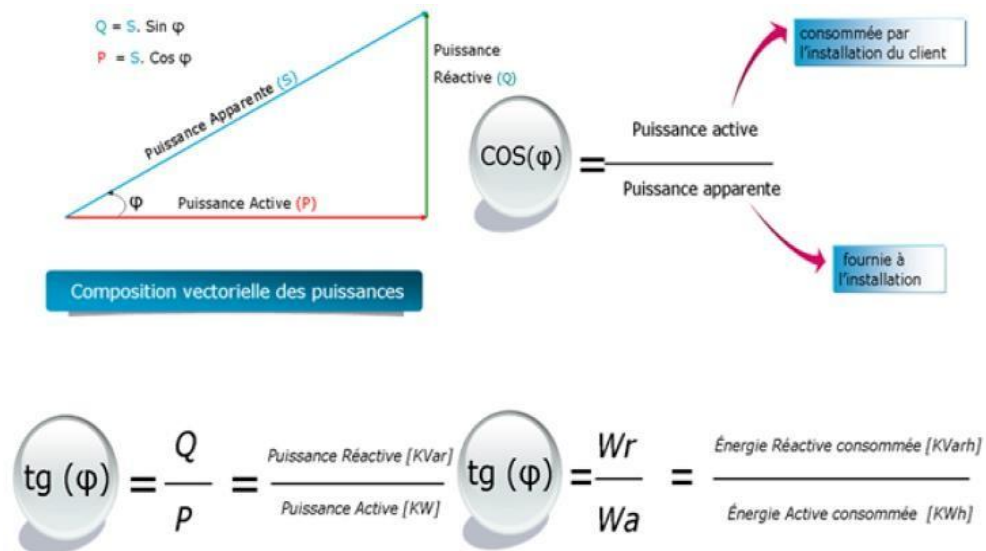 Q = S. Sin φ
P = S. Cos φ
Puissance Apparente (S)
Puissance
Réactive (Q)
φ
Puissance Active (P)
Composition vectorielle des puissances
consommée par
l'installation du client
COS(φ)
=
Puissance active
Puissance apparente
fournie à
l'installation
tg (φ) = Q / P = Puissance Réactive [KVar] / Puissance Active [KW]
tg (φ) = Wr / Wa = Énergie Réactive consommée [KVarh] / Énergie Active consommée [KWh]